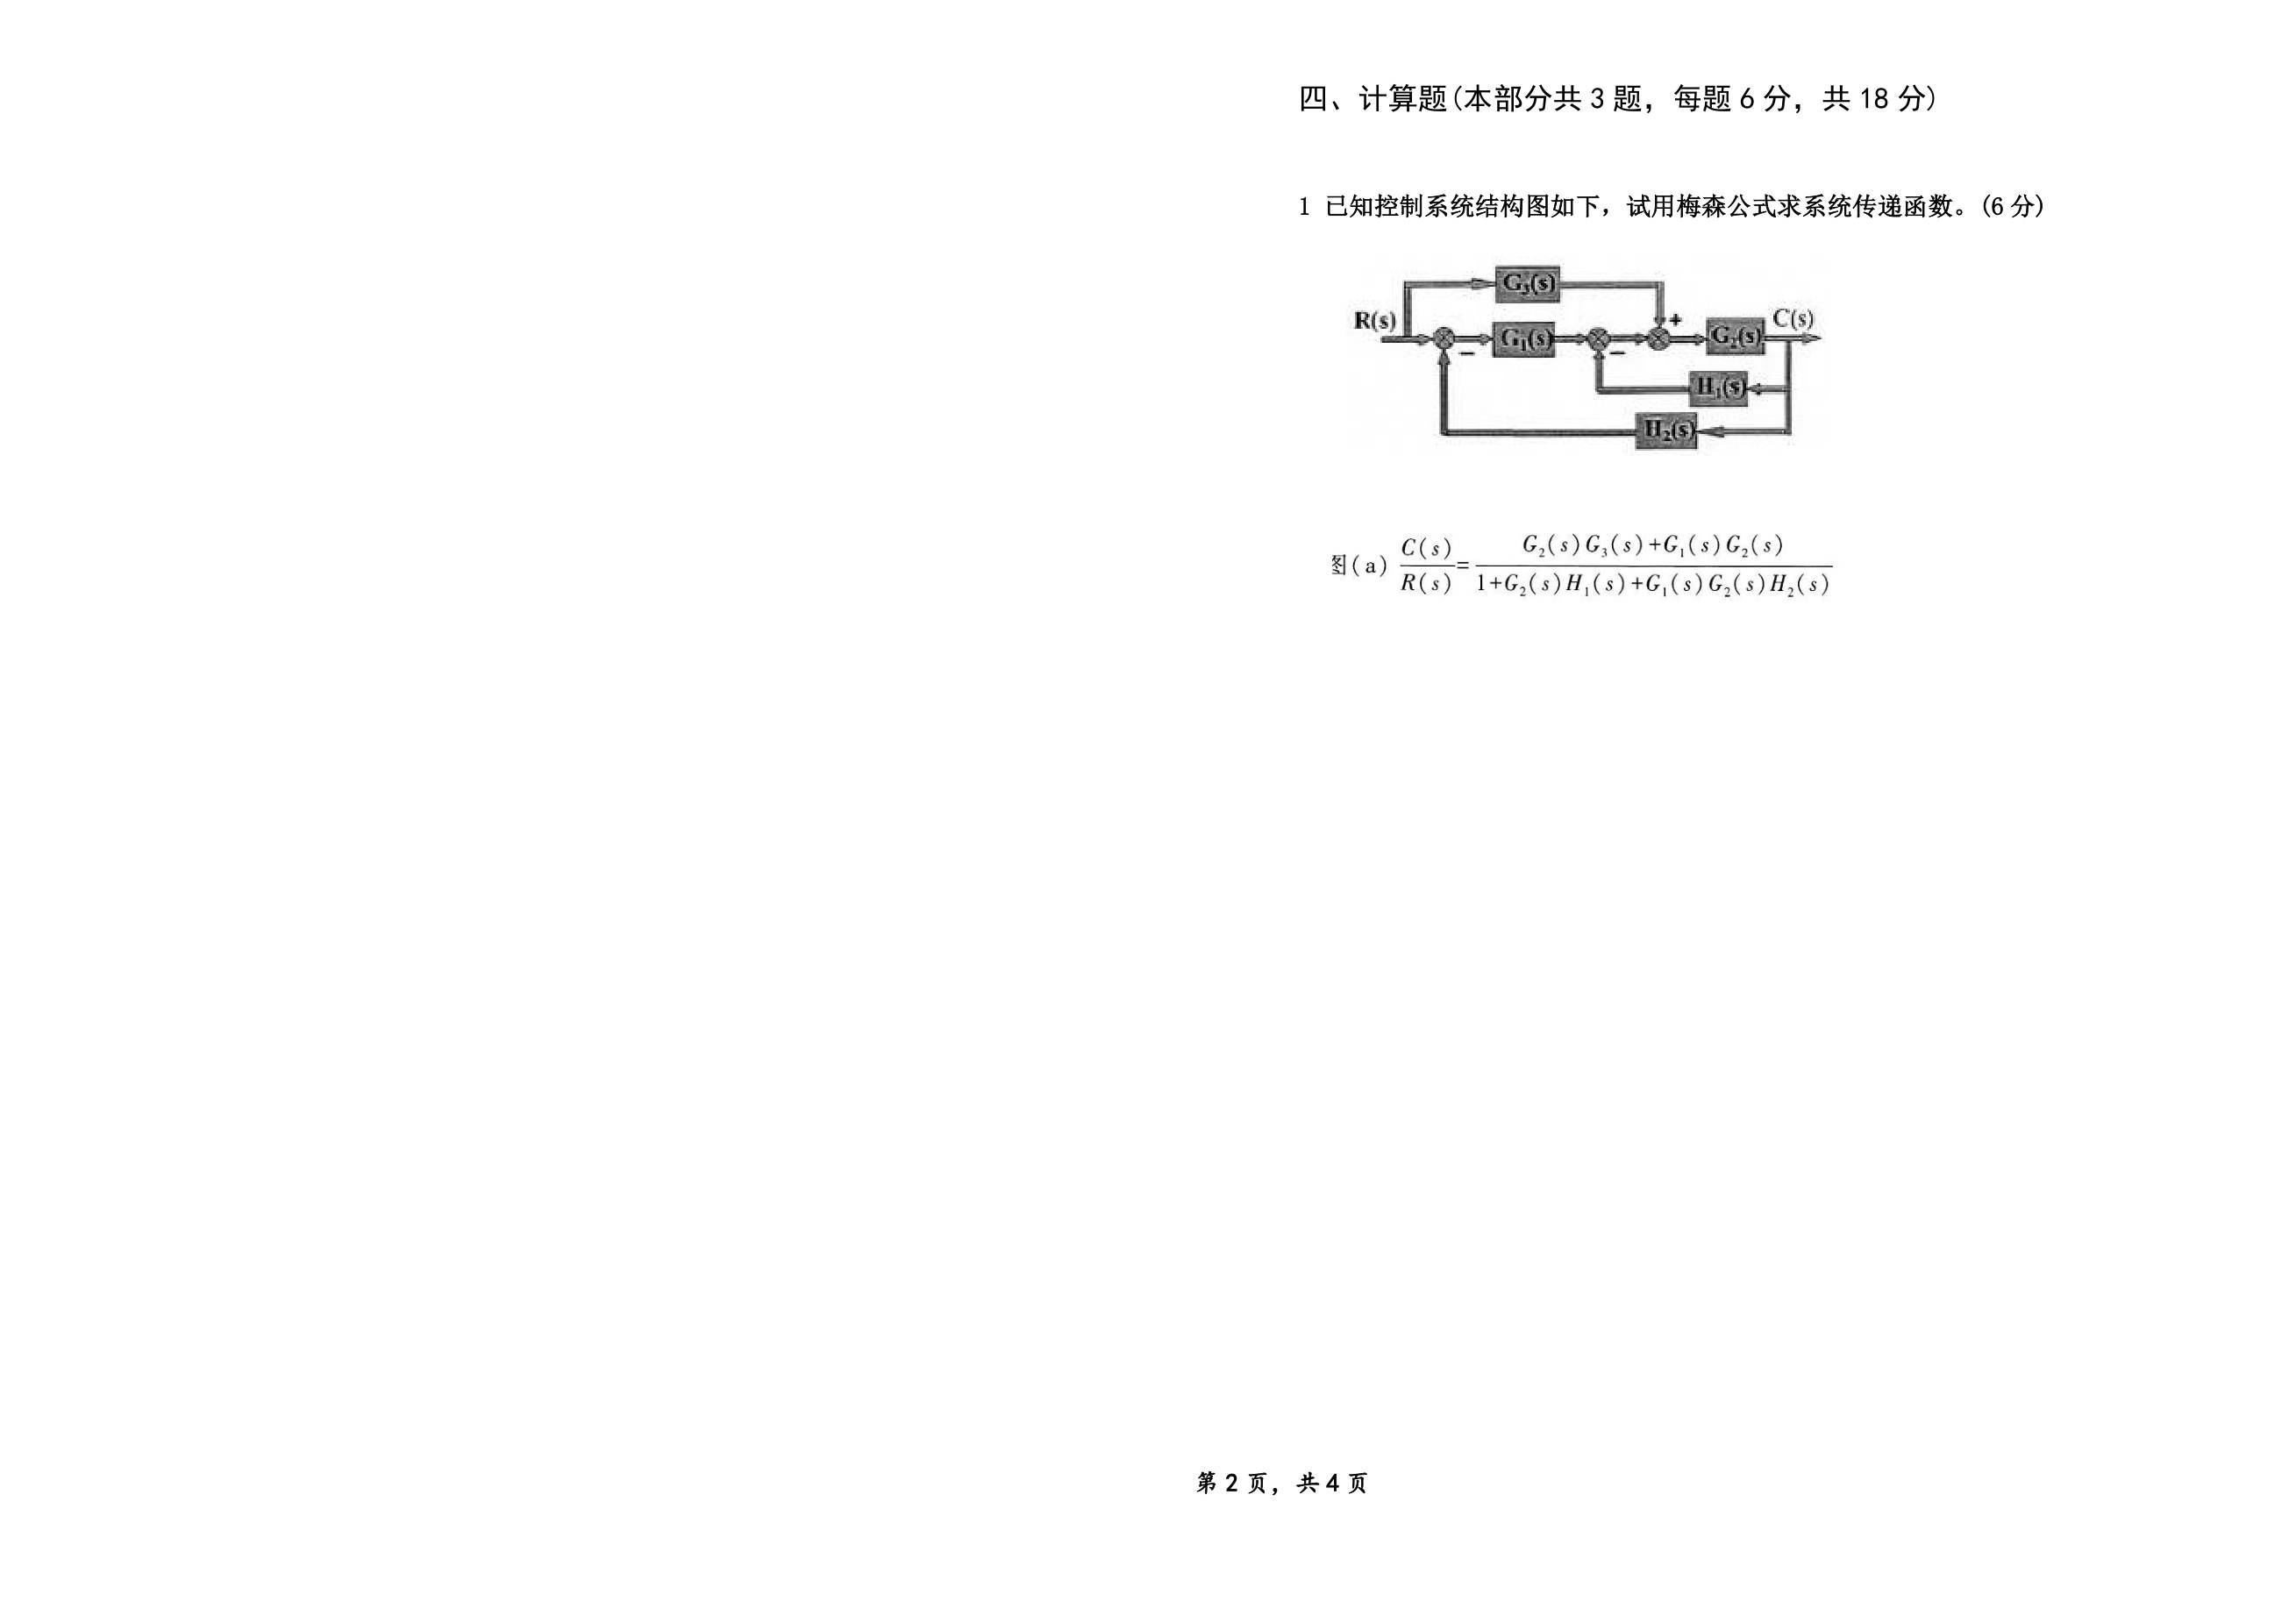 四、计算题(本部分共 3 题，每题 6 分，共 18 分)
1 已知控制系统结构图如下，试用梅森公式求系统传递函数。(6 分)
G₃(s)
R(s) G₁(s) + G₂(s) C(s)
− −
H₁(s)
H₂(s)
图(a) C(s)/R(s) = (G₂(s)G₃(s)+G₁(s)G₂(s))/(1+G₂(s)H₁(s)+G₁(s)G₂(s)H₂(s))
第 2 页，共 4 页